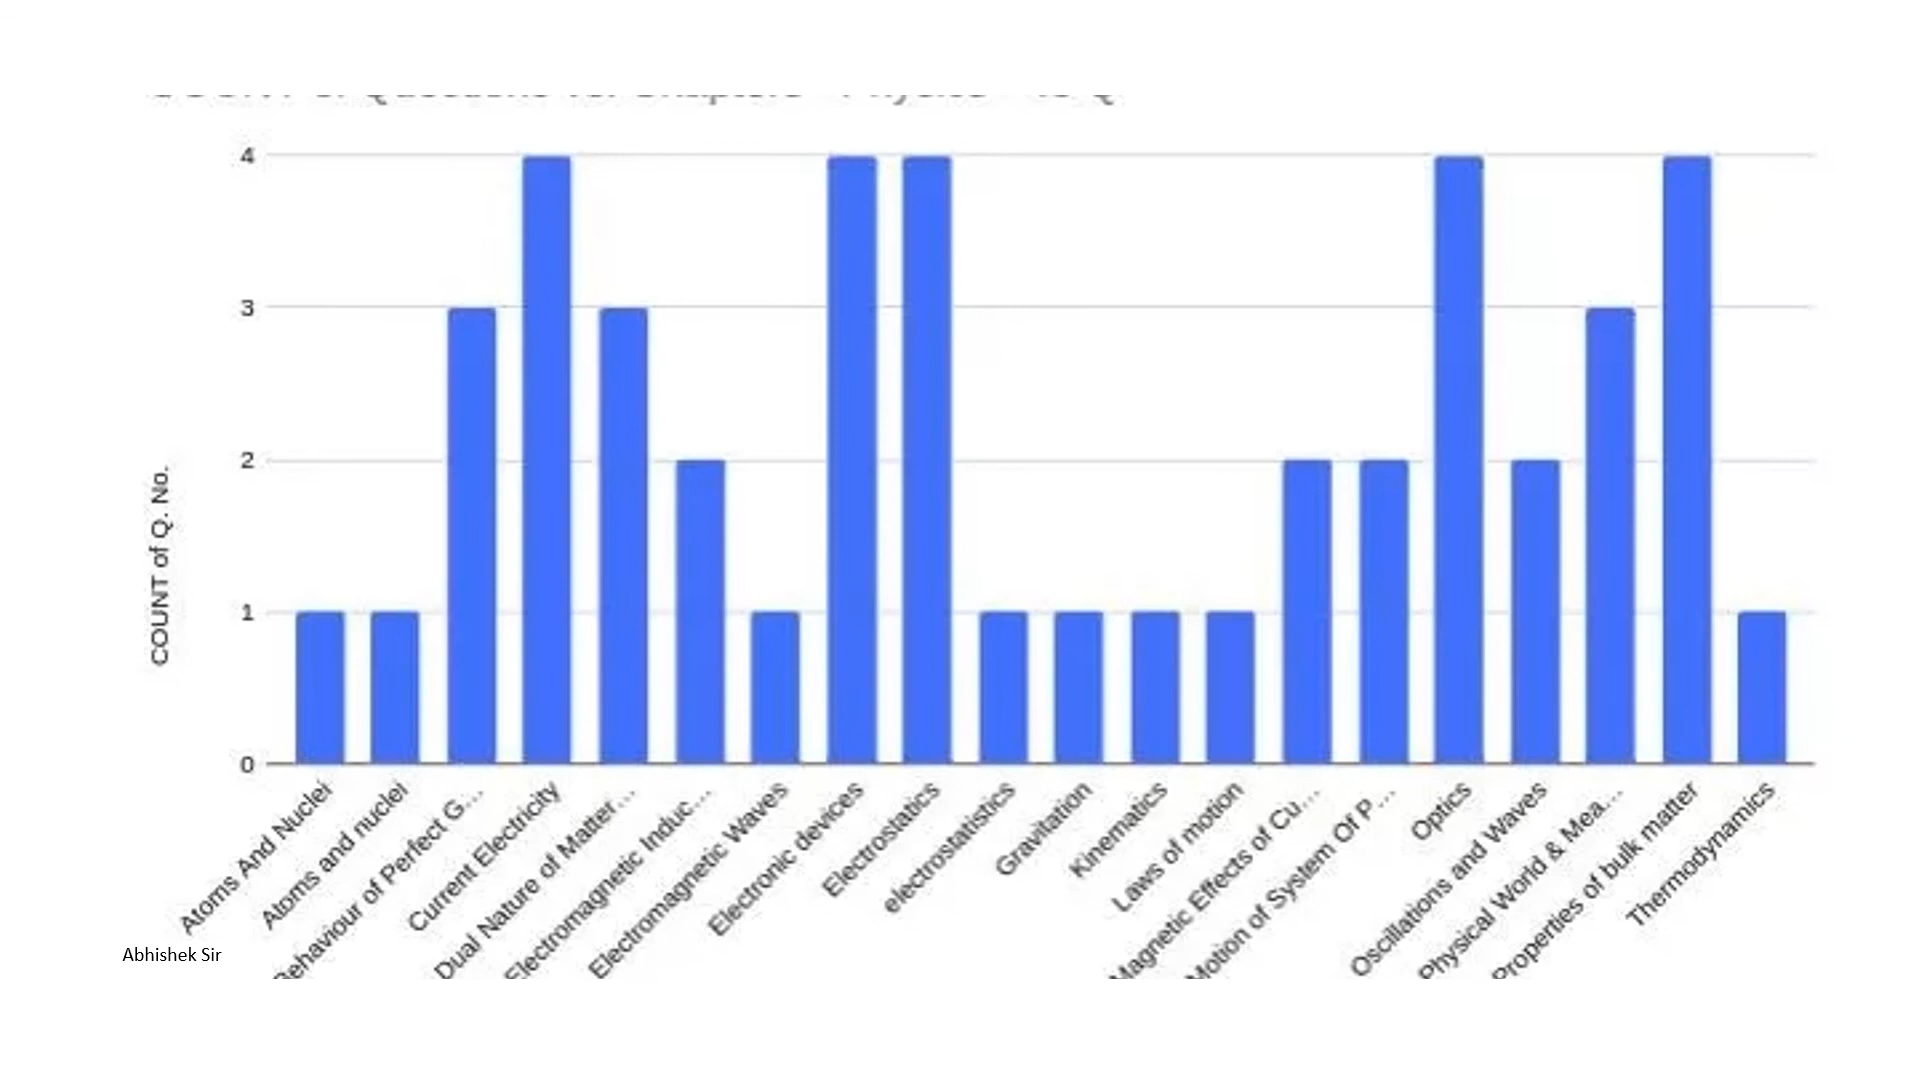 4
3
2
1
0
COUNT of Q. No.
Atoms And Nuclei
Atoms and nuclei
Behaviour of Perfect G...
Current Electricity
Dual Nature of Matter...
Electromagnetic Induc...
Electromagnetic Waves
Electronic devices
Electrostatics
electrostaristics
Gravitation
Kinematics
Laws of motion
Magnetic Effects of Cu...
Motion of System Of P...
Optics
Oscillations and Waves
Physical World & Mea...
Properties of bulk matter
Thermodynamics
Abhishek Sir